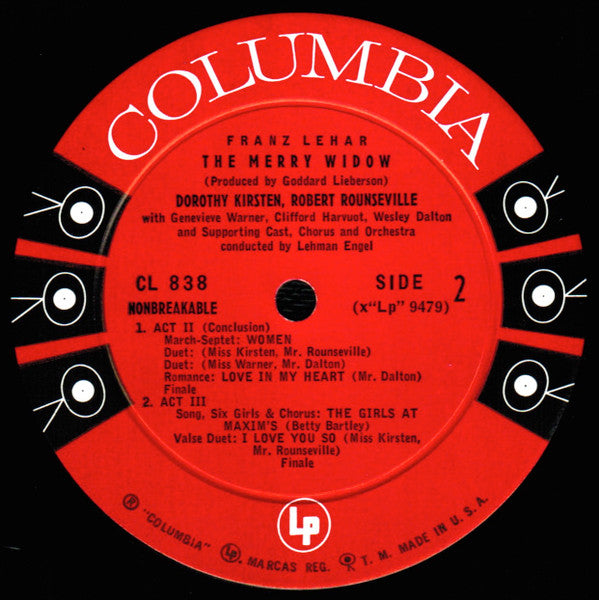 COLUMBIA
FRANZ LEHAR
THE MERRY WIDOW
(Produced by Goddard Lieberson)
DOROTHY KIRSTEN, ROBERT ROUNSEVILLE
with Genevieve Warner, Clifford Harvuot, Wesley Dalton
and Supporting Cast, Chorus and Orchestra
conducted by Lehman Engel
CL 838
SIDE 2
NONBREAKABLE
(x"Lp" 9479)
1. ACT II (Conclusion)
March-Septet: WOMEN
Duet: (Miss Kirsten, Mr. Rounseville)
Duet: (Miss Warner, Mr. Dalton)
Romance: LOVE IN MY HEART (Mr. Dalton)
Finale
2. ACT III
Song, Six Girls & Chorus: THE GIRLS AT
MAXIM'S (Betty Bartley)
Valse Duet: I LOVE YOU SO (Miss Kirsten,
Mr. Rounseville)
Finale
Lp
® "COLUMBIA", Lp, MARCAS REG. T. M. MADE IN U. S. A.